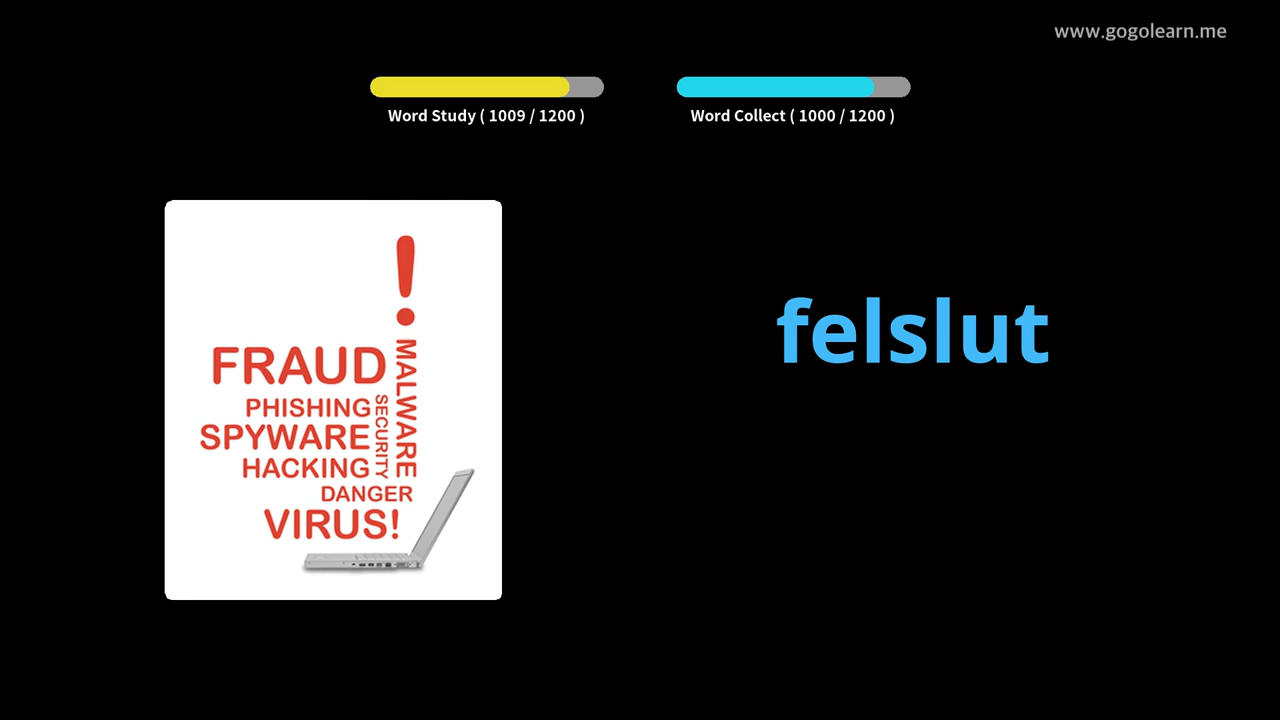 www.gogolearn.me
Word Study ( 1009 / 1200 )
Word Collect ( 1000 / 1200 )
!
FRAUD
PHISHING
SPYWARE
HACKING
SECURITY
MALWARE
DANGER
VIRUS!
felslut